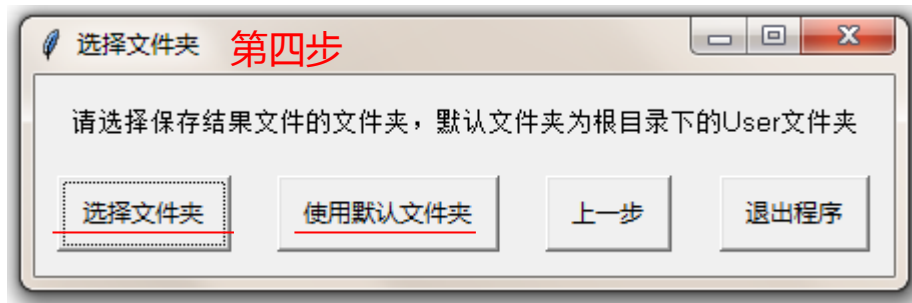 选择文件夹 第四步
请选择保存结果文件的文件夹，默认文件夹为根目录下的User文件夹
选择文件夹 使用默认文件夹 上一步 退出程序